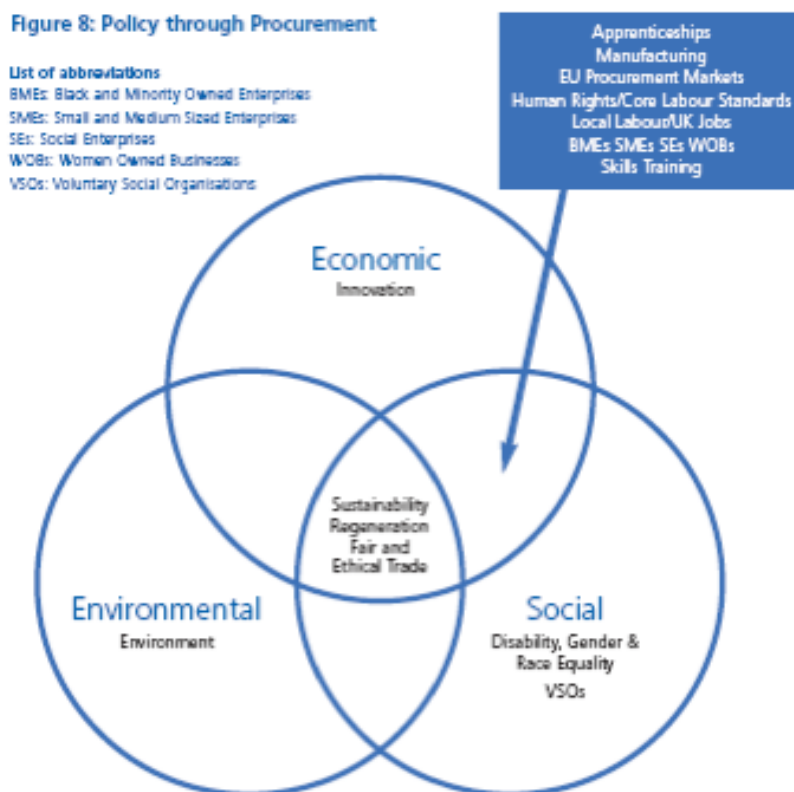 Figure 8: Policy through Procurement
List of abbreviations
BMEs: Black and Minority Owned Enterprises
SMEs: Small and Medium Sized Enterprises
SEs: Social Enterprises
WOBs: Women Owned Businesses
VSOs: Voluntary Social Organisations
Apprenticeships
Manufacturing
EU Procurement Markets
Human Rights/Core Labour Standards
Local Labour/UK Jobs
BMEs SMEs SEs WOBs
Skills Training
Economic
Innovation
Sustainability
Regeneration
Fair and
Ethical Trade
Environmental
Environment
Social
Disability, Gender &
Race Equality
VSOs